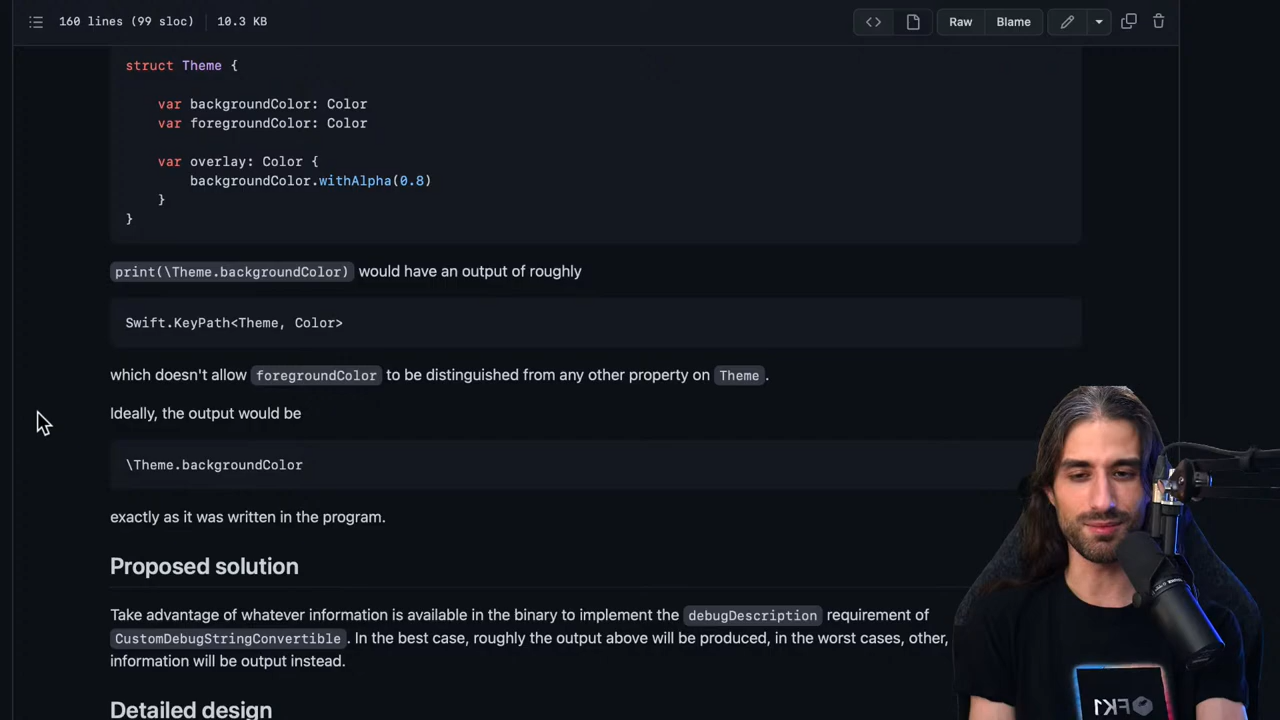 160 lines (99 sloc)
10.3 KB
Raw
Blame
struct Theme {
var backgroundColor: Color
var foregroundColor: Color
var overlay: Color {
backgroundColor.withAlpha(0.8)
}
}
print(\Theme.backgroundColor) would have an output of roughly
Swift.KeyPath<Theme, Color>
which doesn't allow foregroundColor to be distinguished from any other property on Theme.
Ideally, the output would be
\Theme.backgroundColor
exactly as it was written in the program.
Proposed solution
Take advantage of whatever information is available in the binary to implement the debugDescription requirement of
CustomDebugStringConvertible. In the best case, roughly the output above will be produced, in the worst cases, other,
information will be output instead.
Detailed design